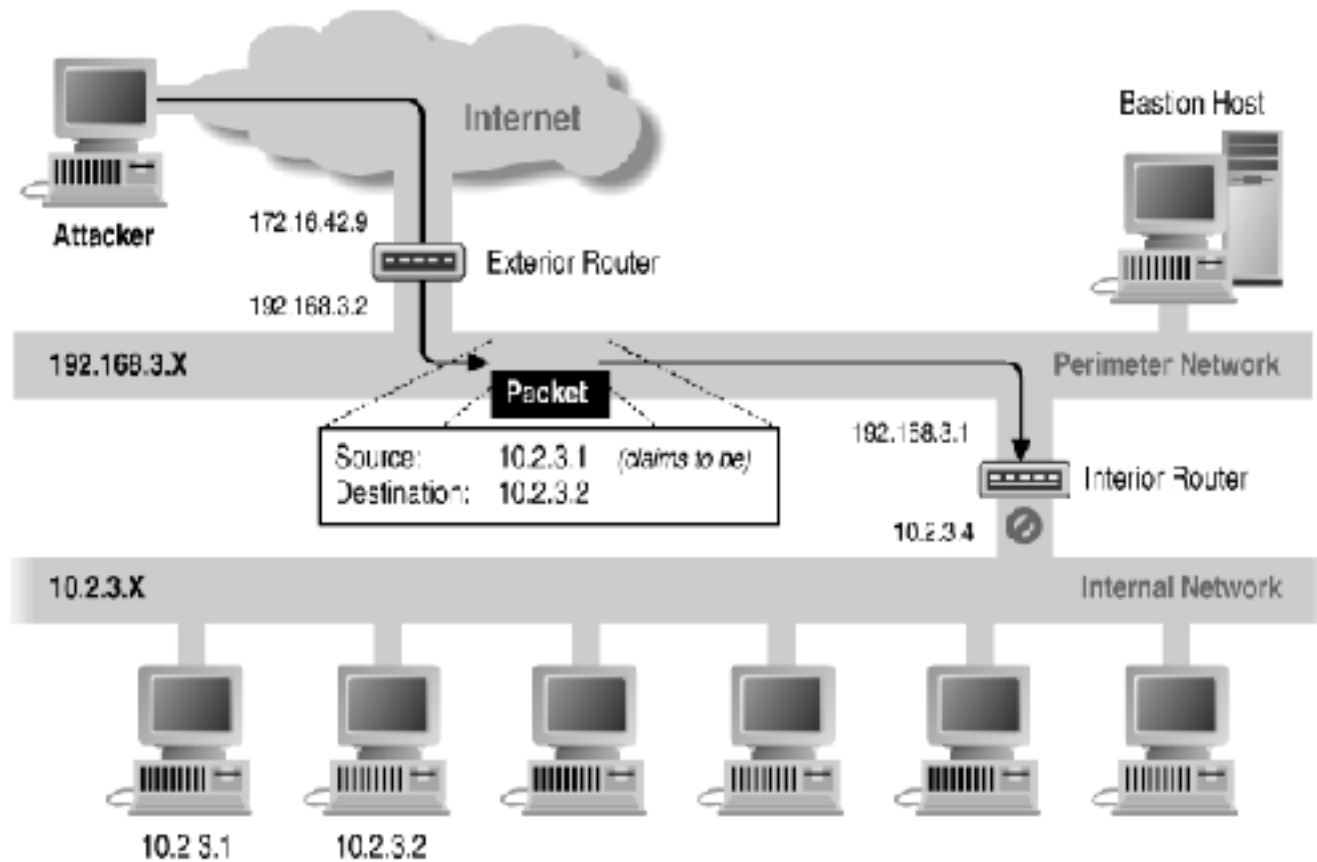 Internet
Bastion Host
Attacker
172.16.42.9
Exterior Router
192.168.3.2
192.168.3.X
Perimeter Network
Packet
Source: 10.2.3.1 (claims to be)
Destination: 10.2.3.2
192.168.3.1
Interior Router
10.2.3.4
10.2.3.X
Internal Network
10.2.3.1
10.2.3.2